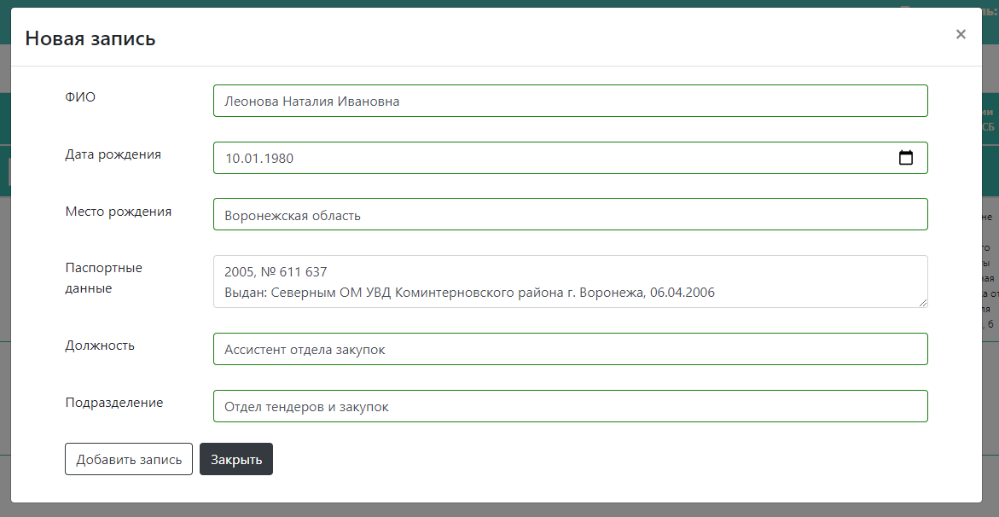 Новая запись
×
ФИО
Леонова Наталия Ивановна
Дата рождения
10.01.1980
Место рождения
Воронежская область
Паспортные
данные
2005, № 611 637
Выдан: Северным ОМ УВД Коминтерновского района г. Воронежа, 06.04.2006
Должность
Ассистент отдела закупок
Подразделение
Отдел тендеров и закупок
Добавить запись
Закрыть
СБ